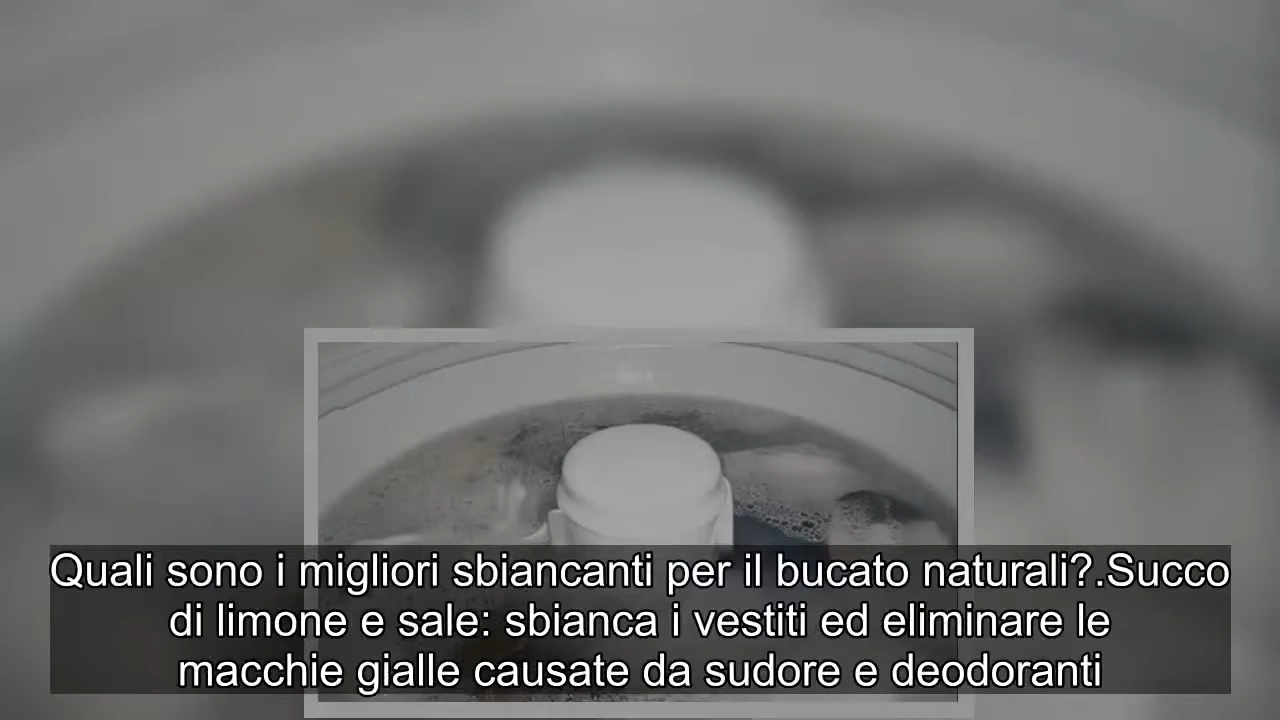 Quali sono i migliori sbiancanti per il bucato naturali?.Succo
di limone e sale: sbianca i vestiti ed eliminare le
macchie gialle causate da sudore e deodoranti